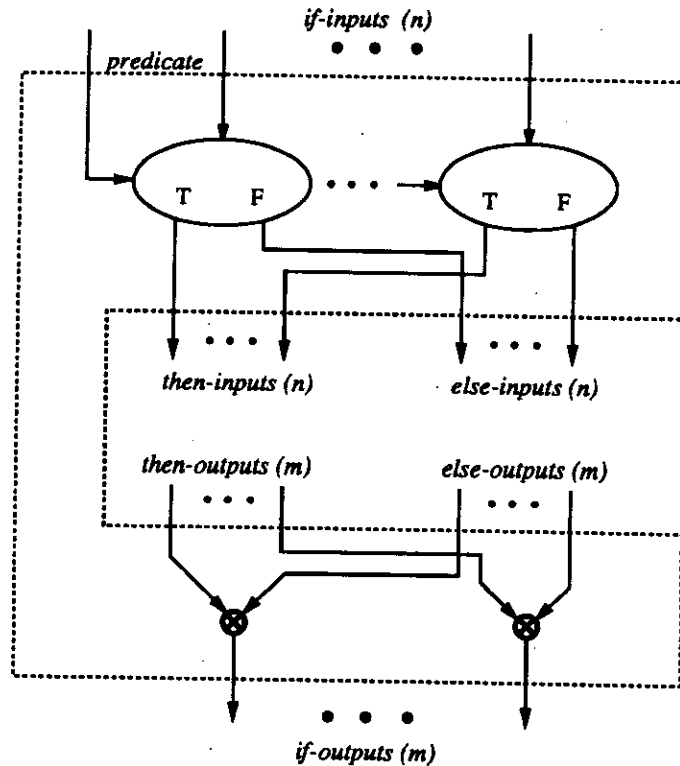 if-inputs (n)
predicate
T F
T F
then-inputs (n)
else-inputs (n)
then-outputs (m)
else-outputs (m)
if-outputs (m)